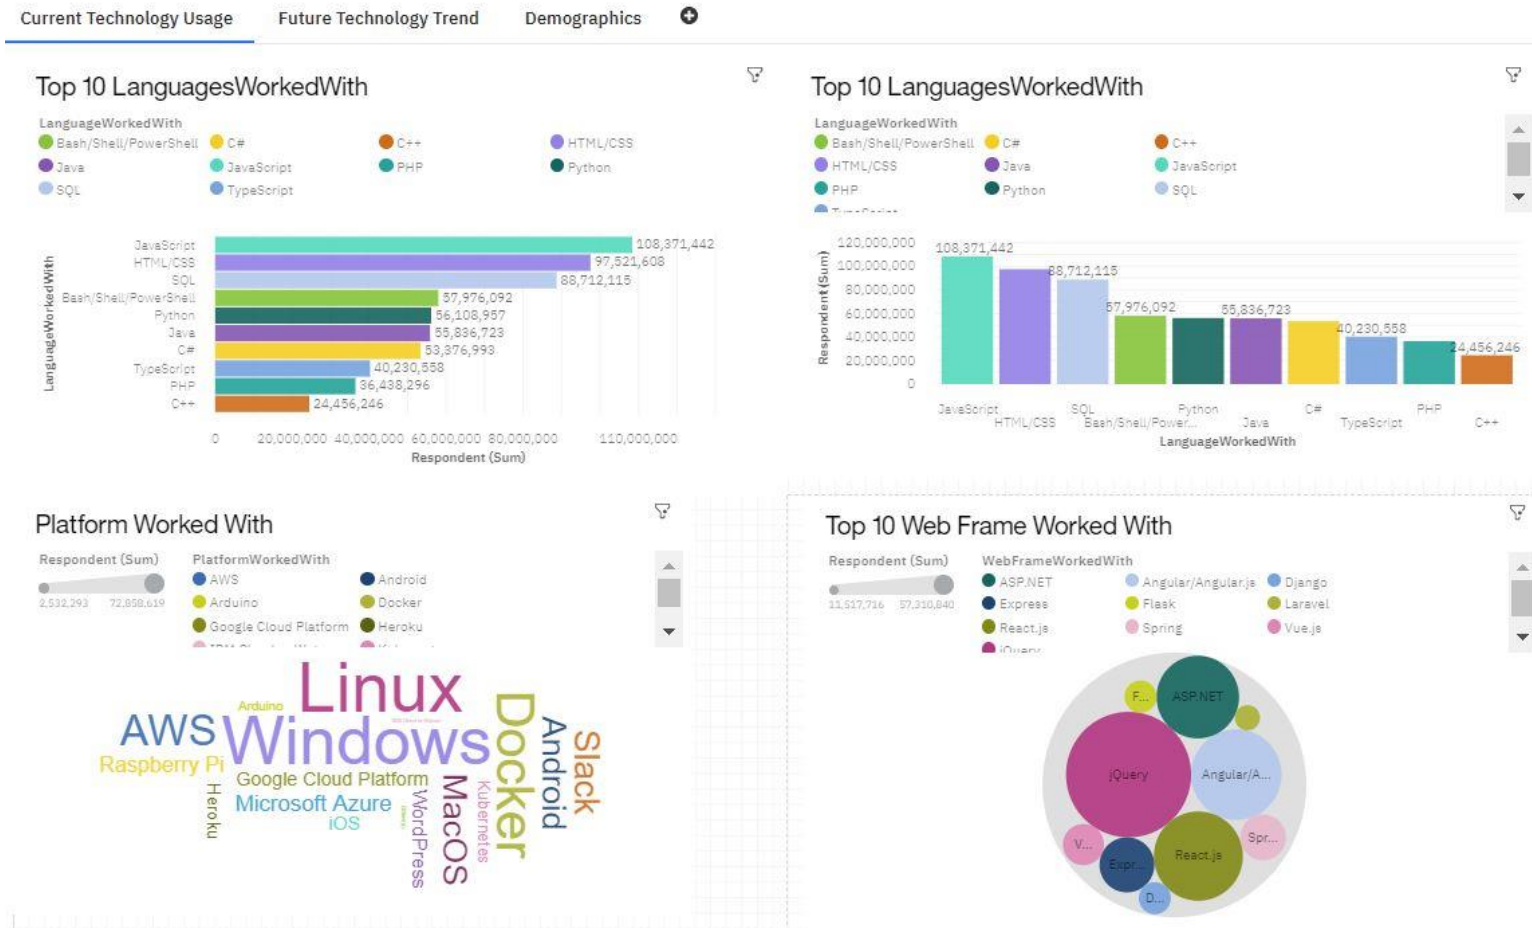 Current Technology Usage Future Technology Trend Demographics
Top 10 LanguagesWorkedWith
LanguageWorkedWith
Bash/Shell/PowerShell C# C++ HTML/CSS
Java JavaScript PHP Python
SQL TypeScript
LanguageWorkedWith
JavaScript 108,371,442
HTML/CSS 97,521,608
SQL 88,712,115
Bash/Shell/PowerShell 57,976,092
Python 56,108,957
Java 55,836,723
C# 53,376,993
TypeScript 40,230,558
PHP 36,438,296
C++ 24,456,246
0 20,000,000 40,000,000 60,000,000 80,000,000 110,000,000
Respondent (Sum)
Top 10 LanguagesWorkedWith
LanguageWorkedWith
Bash/Shell/PowerShell C# C++
HTML/CSS Java JavaScript
PHP Python SQL
TypeScript
Respondent (Sum)
120,000,000
100,000,000
80,000,000
60,000,000
40,000,000
20,000,000
0
108,371,442
88,712,115
57,976,092
55,836,723
40,230,558
24,456,246
JavaScript SQL Python C# PHP
HTML/CSS Bash/Shell/Power... Java TypeScript C++
LanguageWorkedWith
Platform Worked With
Respondent (Sum) PlatformWorkedWith
2,532,293 72,858,619
AWS Android
Arduino Docker
Google Cloud Platform Heroku
Linux
Arduino
AWS
Windows
Docker
Android
Slack
Raspberry Pi
Google Cloud Platform
Heroku
Microsoft Azure
iOS
WordPress
MacOS
Kubernetes
Top 10 Web Frame Worked With
Respondent (Sum) WebFrameWorkedWith
11,517,716 57,310,840
ASP.NET Angular/Angular.js Django
Express Flask Laravel
React.js Spring Vue.js
jQuery
F... ASP.NET
jQuery Angular/A...
V... Spr...
Expr... React.js
D...